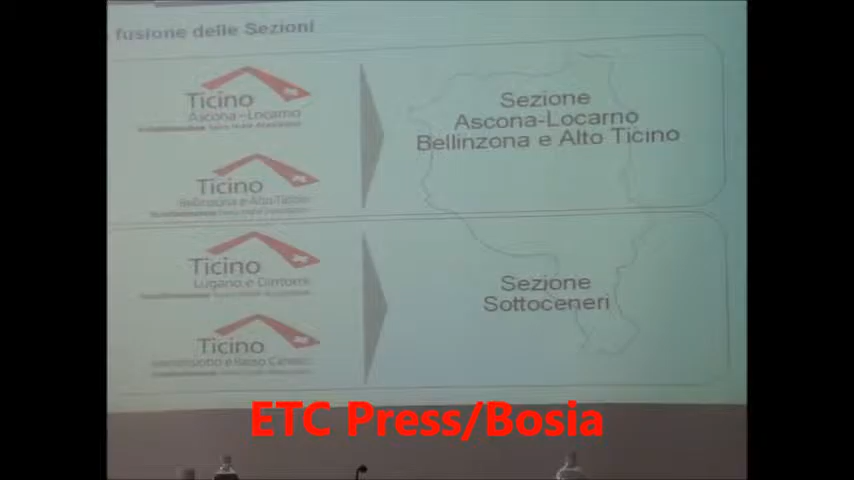 fusione delle Sezioni
Ticino
Ascona-Locarno
Sezione
Ascona-Locarno
Bellinzona e Alto Ticino
Ticino
Bellinzona e Alto Ticino
Ticino
Lugano e Dintorni
Sezione
Sottoceneri
Ticino
ETC Press/Bosia